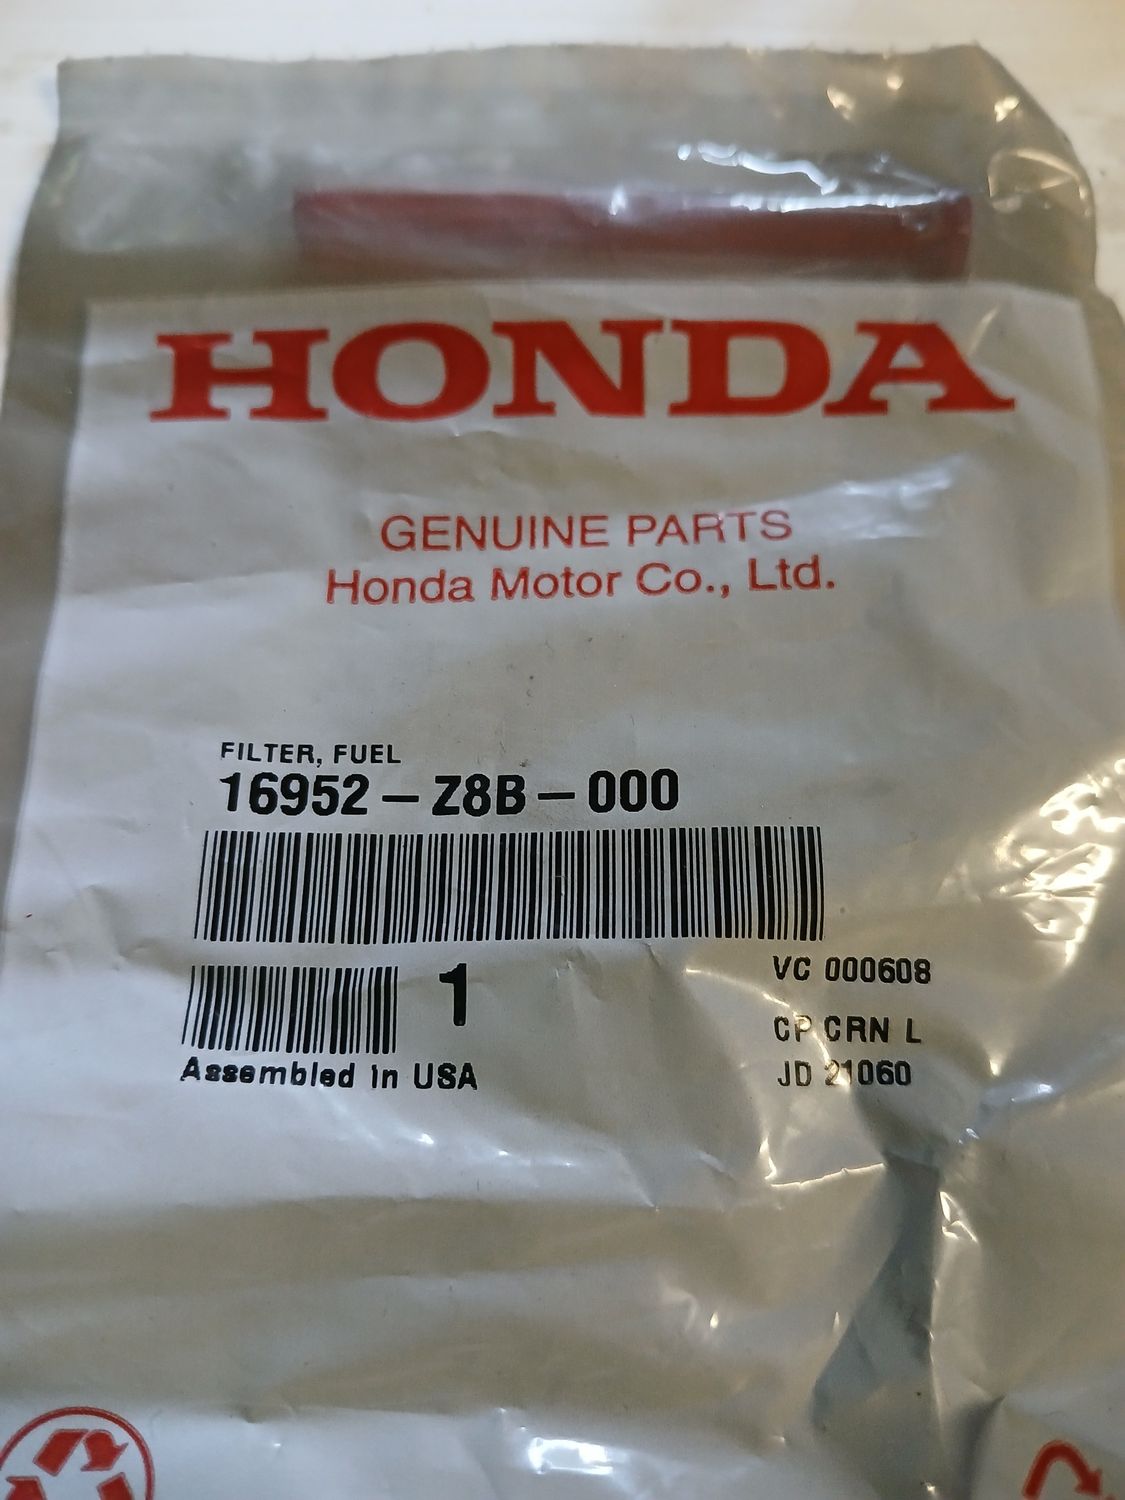 HONDA
GENUINE PARTS
Honda Motor Co., Ltd.
FILTER, FUEL
16952-Z8B-000
1
VC 000608
CP CRN L
Assembled in USA
JD 21060